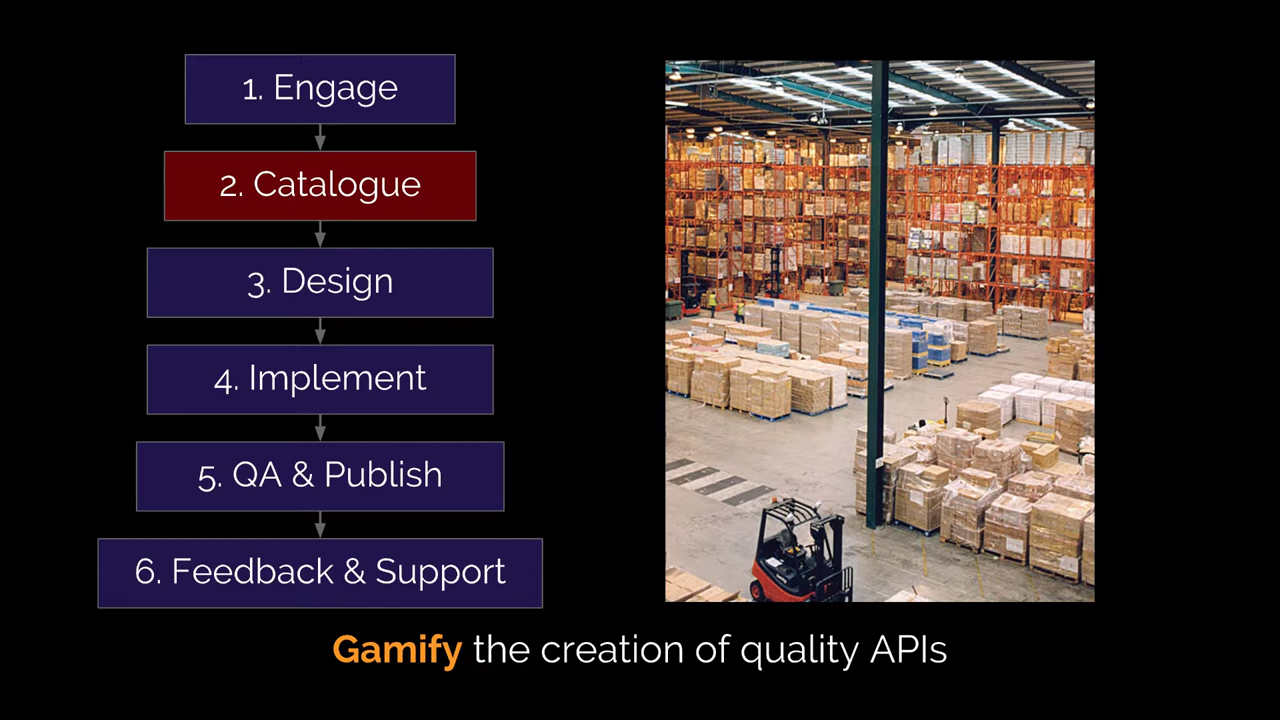 1. Engage
2. Catalogue
3. Design
4. Implement
5. QA & Publish
6. Feedback & Support
Gamify the creation of quality APIs